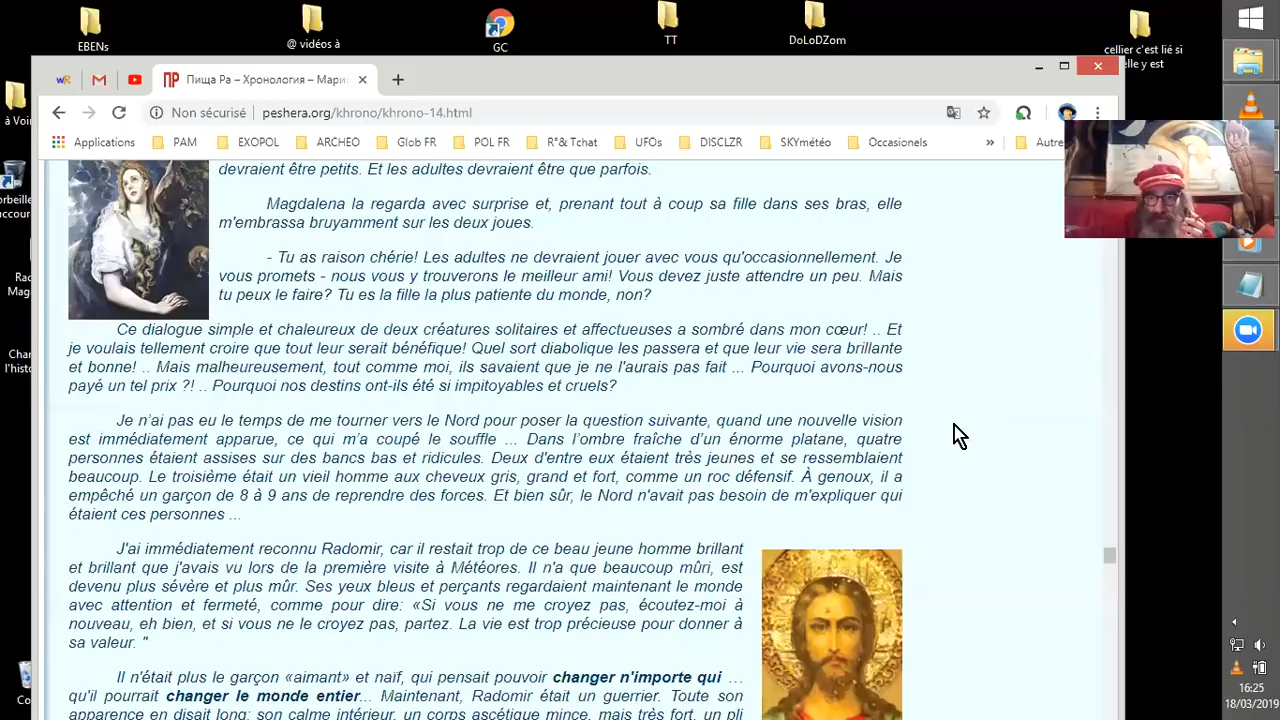 EBENs
@ vidéos à
GC
TT
DoLoDZom
cellier c'est lié si
elle y est
à Voir
Пища Ра – Хронология – Мари
Non sécurisé
peshera.org/khrono/khrono-14.html
Applications
PAM
EXOPOL
ARCHEO
Glob FR
POL FR
R°& Tchat
UFOs
DISCLZR
SKYmétéo
Occasionels
»
Autre
devraient être petits. Et les adultes devraient être que parfois.
Magdalena la regarda avec surprise et, prenant tout à coup sa fille dans ses bras, elle
m'embrassa bruyamment sur les deux joues.
- Tu as raison chérie! Les adultes ne devraient jouer avec vous qu'occasionnellement. Je
vous promets - nous vous y trouverons le meilleur ami! Vous devez juste attendre un peu. Mais
tu peux le faire? Tu es la fille la plus patiente du monde, non?
Ce dialogue simple et chaleureux de deux créatures solitaires et affectueuses a sombré dans mon cœur! .. Et
je voulais tellement croire que tout leur serait bénéfique! Quel sort diabolique les passera et que leur vie sera brillante
et bonne! .. Mais malheureusement, tout comme moi, ils savaient que je ne l'aurais pas fait ... Pourquoi avons-nous
payé un tel prix ?! .. Pourquoi nos destins ont-ils été si impitoyables et cruels?
Je n’ai pas eu le temps de me tourner vers le Nord pour poser la question suivante, quand une nouvelle vision
est immédiatement apparue, ce qui m’a coupé le souffle ... Dans l’ombre fraîche d’un énorme platane, quatre
personnes étaient assises sur des bancs bas et ridicules. Deux d'entre eux étaient très jeunes et se ressemblaient
beaucoup. Le troisième était un vieil homme aux cheveux gris, grand et fort, comme un roc défensif. À genoux, il a
empêché un garçon de 8 à 9 ans de reprendre des forces. Et bien sûr, le Nord n'avait pas besoin de m'expliquer qui
étaient ces personnes ...
J'ai immédiatement reconnu Radomir, car il restait trop de ce beau jeune homme brillant
et brillant que j'avais vu lors de la première visite à Météores. Il n'a que beaucoup mûri, est
devenu plus sévère et plus mûr. Ses yeux bleus et perçants regardaient maintenant le monde
avec attention et fermeté, comme pour dire: «Si vous ne me croyez pas, écoutez-moi à
nouveau, eh bien, et si vous ne le croyez pas, partez. La vie est trop précieuse pour donner à
sa valeur. "
Il n'était plus le garçon «aimant» et naïf, qui pensait pouvoir changer n'importe qui ...
qu'il pourrait changer le monde entier... Maintenant, Radomir était un guerrier. Toute son
apparence en disait long: son calme intérieur, un corps ascétique mince, mais très fort, un pli
16:25
18/03/2019